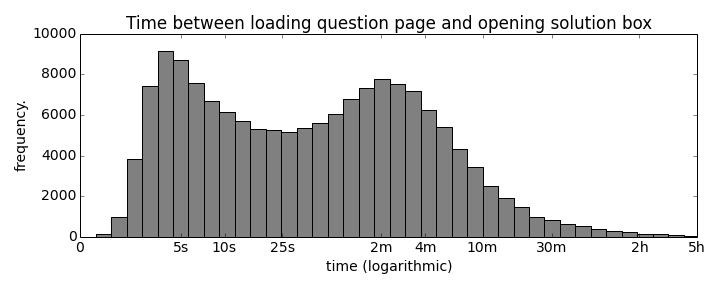 Time between loading question page and opening solution box
10000
8000
6000
4000
2000
0
frequency.
0 5s 10s 25s 2m 4m 10m 30m 2h 5h
time (logarithmic)